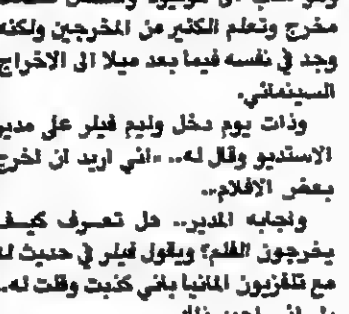 مخرج وتعلم الكثير من المخرجين ولكنه
وجد في نفسه فيما بعد ميلا الى الاخراج
السينمائي.
وذات يوم دخل وليم فيلر على مدير
الاستديو وقال له.. «اني اريد ان اخرج
بعض الافلام».
واجابه المدير.. هل تعرف كيف
يخرجون الفلم؟ ويقول فيلر في حديث له
مع تلفزيون المانيا باني كذبت وقلت له..